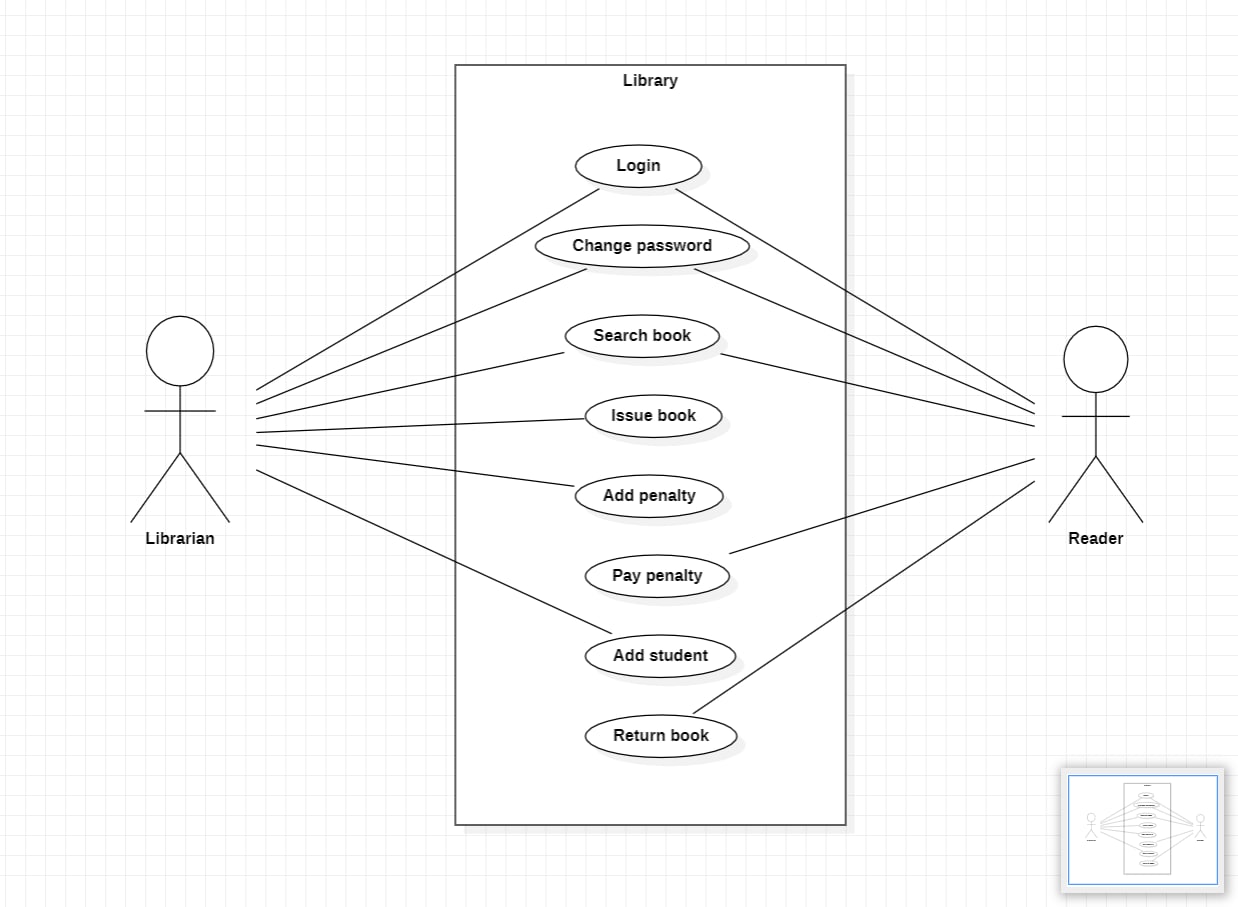 Library
Login
Change password
Search book
Issue book
Add penalty
Pay penalty
Add student
Return book
Librarian
Reader